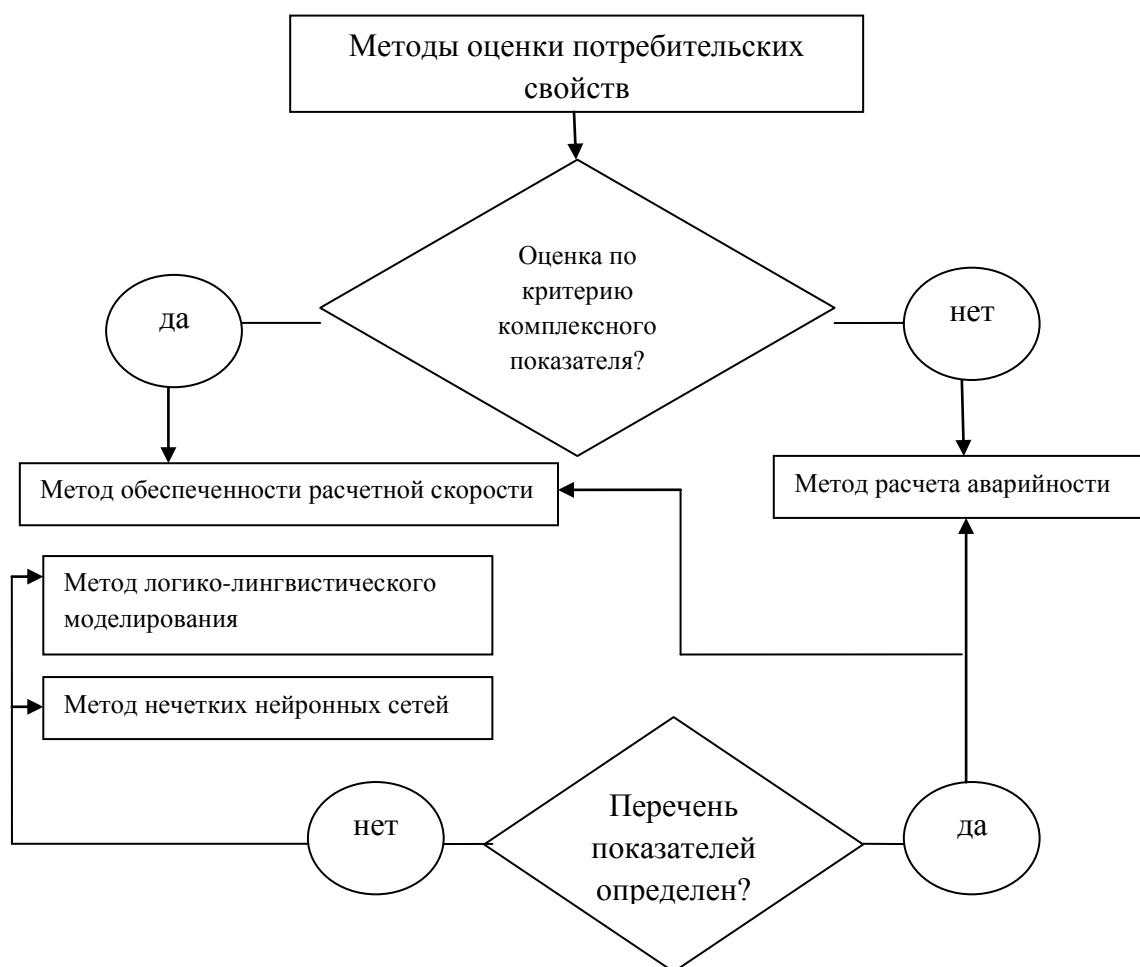 Методы оценки потребительских
свойств
Оценка по
критерию
комплексного
показателя?
да
нет
Метод обеспеченности расчетной скорости
Метод расчета аварийности
Метод логико-лингвистического
моделирования
Метод нечетких нейронных сетей
Перечень
показателей
определен?
нет
да